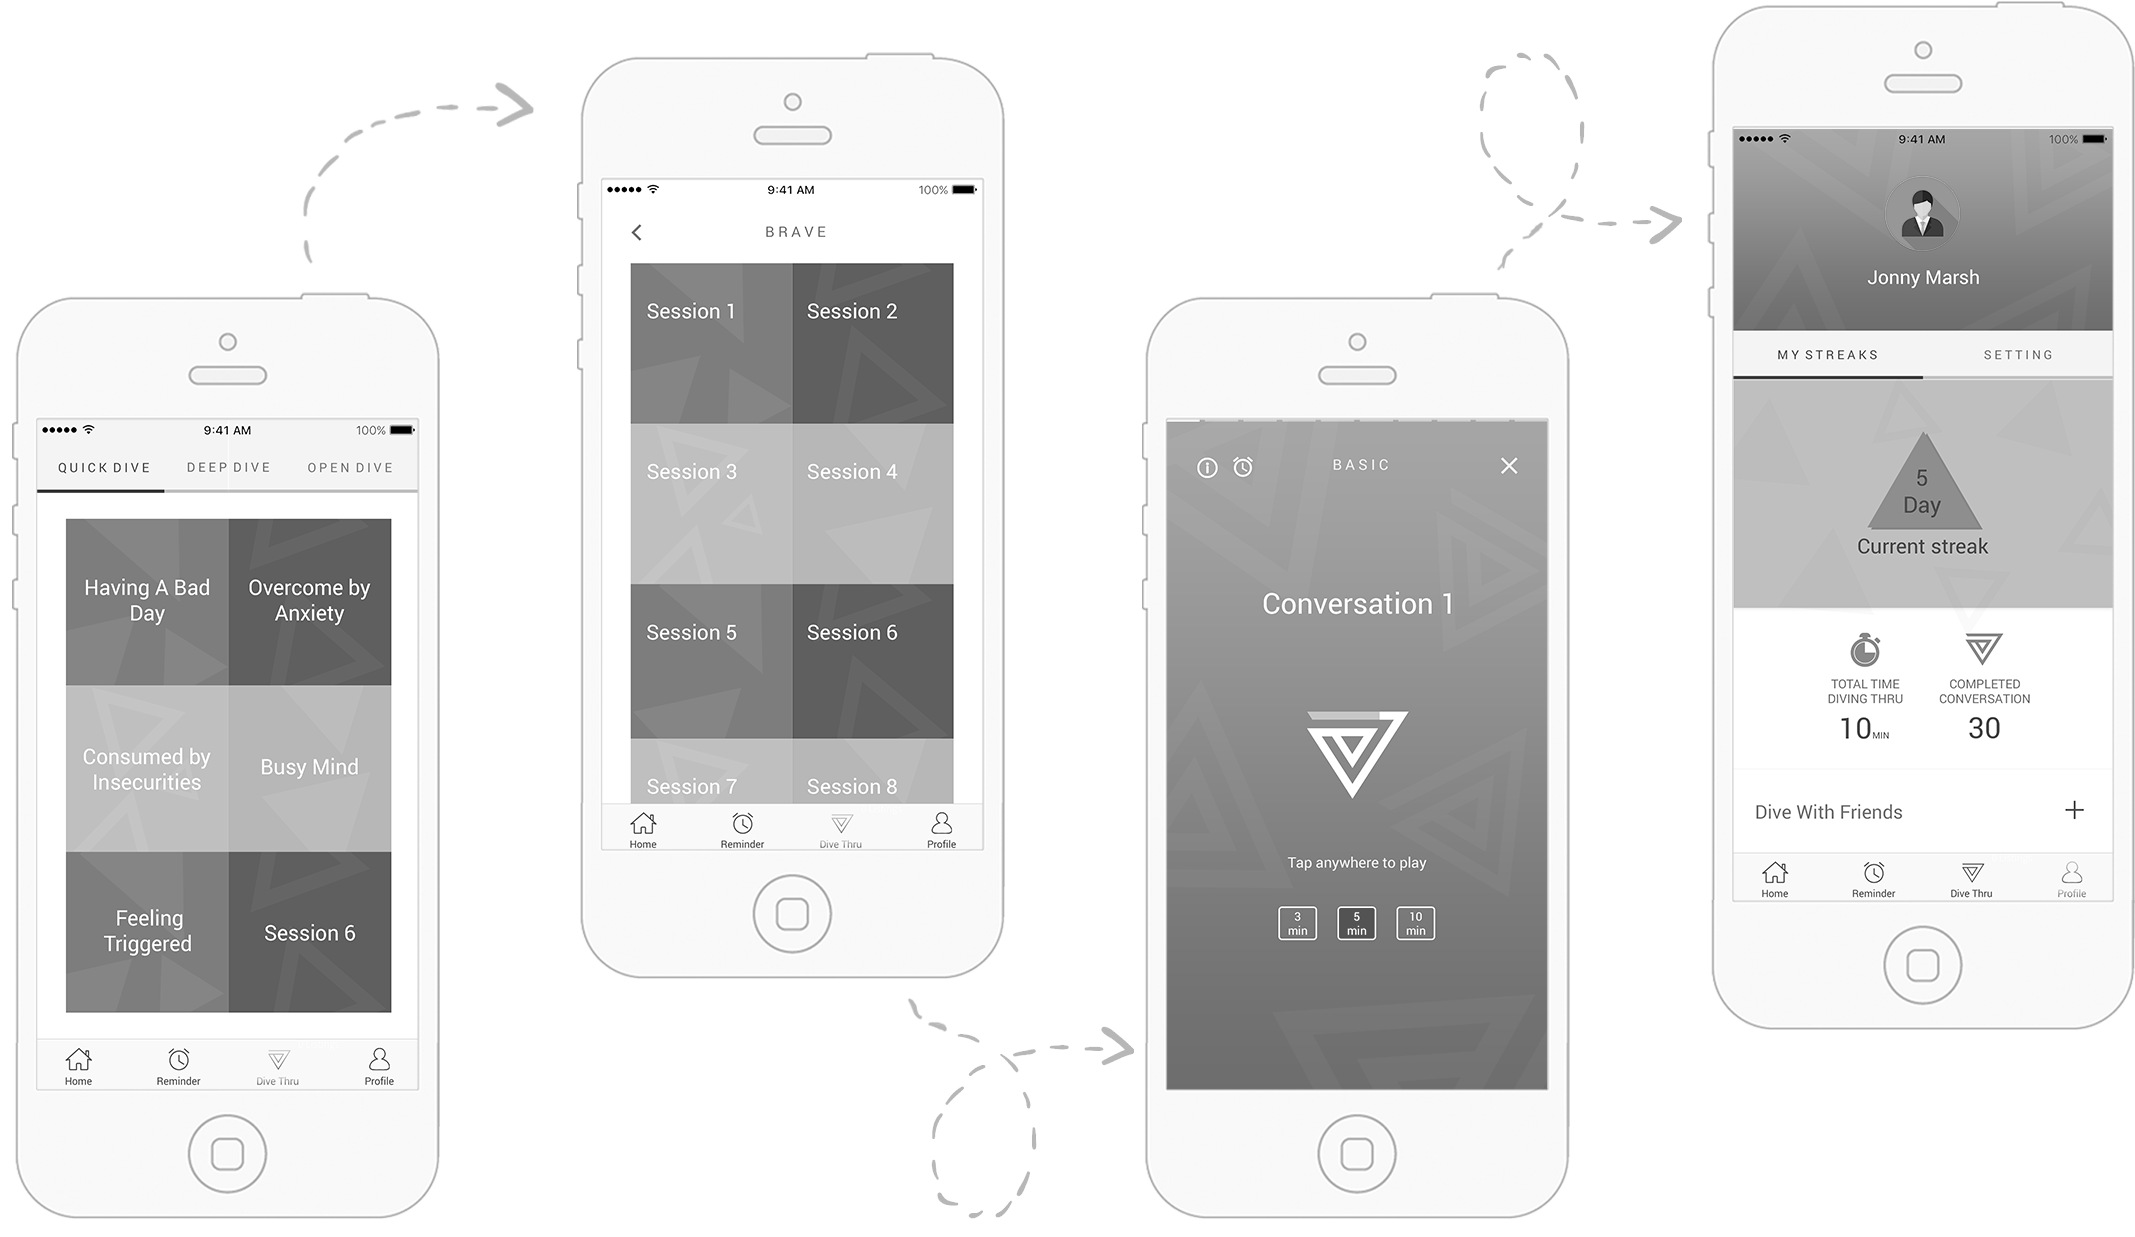 9:41 AM
100%
QUICK DIVE
DEEP DIVE
OPEN DIVE
Having A Bad
Day
Overcome by
Anxiety
Consumed by
Insecurities
Busy Mind
Feeling
Triggered
Session 6
Home
Reminder
Dive Thru
Profile
9:41 AM
100%
BRAVE
Session 1
Session 2
Session 3
Session 4
Session 5
Session 6
Session 7
Session 8
Home
Reminder
Dive Thru
Profile
BASIC
Conversation 1
Tap anywhere to play
3
min
5
min
10
min
9:41 AM
100%
Jonny Marsh
MY STREAKS
SETTING
5
Day
Current streak
TOTAL TIME
DIVING THRU
10 MIN
COMPLETED
CONVERSATION
30
Dive With Friends
Home
Reminder
Dive Thru
Profile